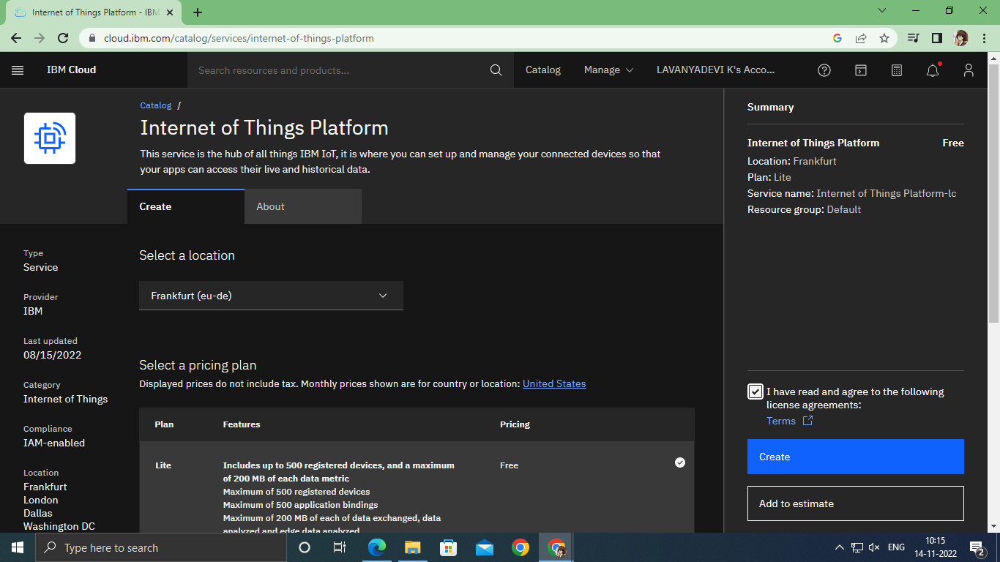 Internet of Things Platform - IBM
cloud.ibm.com/catalog/services/internet-of-things-platform
IBM Cloud
Search resources and products...
Catalog
Manage
LAVANYADEVI K's Acco...
Catalog /
Internet of Things Platform
This service is the hub of all things IBM IoT, it is where you can set up and manage your connected devices so that
your apps can access their live and historical data.
Create
About
Type
Service
Provider
IBM
Last updated
08/15/2022
Category
Internet of Things
Compliance
IAM-enabled
Location
Frankfurt
London
Dallas
Washington DC
Select a location
Frankfurt (eu-de)
Select a pricing plan
Displayed prices do not include tax. Monthly prices shown are for country or location: United States
Plan Features Pricing
Lite
Includes up to 500 registered devices, and a maximum
of 200 MB of each data metric
Maximum of 500 registered devices
Maximum of 500 application bindings
Maximum of 200 MB of each of data exchanged, data
analyzed and edge data analyzed
Free
Summary
Internet of Things Platform Free
Location: Frankfurt
Plan: Lite
Service name: Internet of Things Platform-lc
Resource group: Default
I have read and agree to the following
license agreements:
Terms
Create
Add to estimate
Type here to search
ENG
10:15
14-11-2022
2